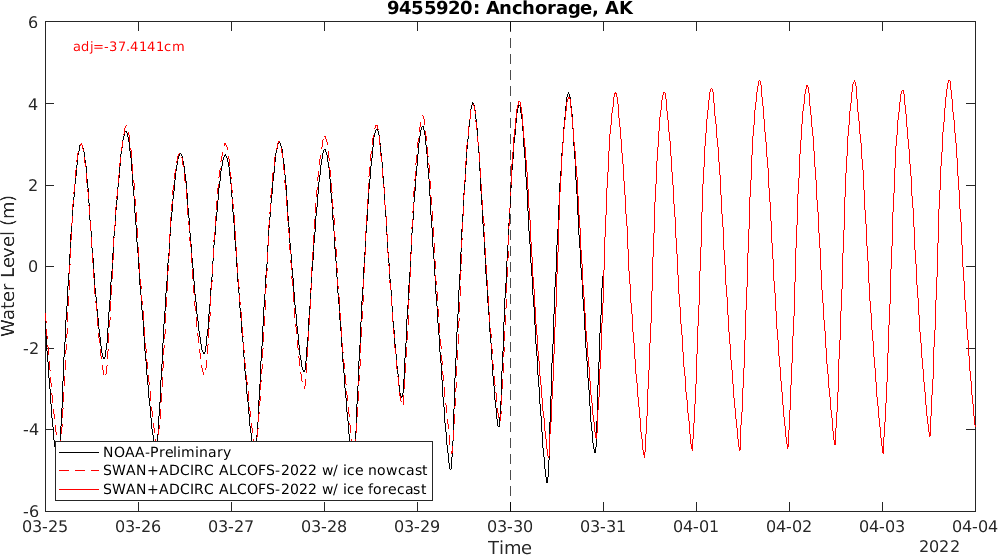 9455920: Anchorage, AK
adj=-37.4141cm
6
4
2
0
-2
-4
-6
Water Level (m)
NOAA-Preliminary
SWAN+ADCIRC ALCOFS-2022 w/ ice nowcast
SWAN+ADCIRC ALCOFS-2022 w/ ice forecast
03-25 03-26 03-27 03-28 03-29 03-30 03-31 04-01 04-02 04-03 04-04
Time
2022